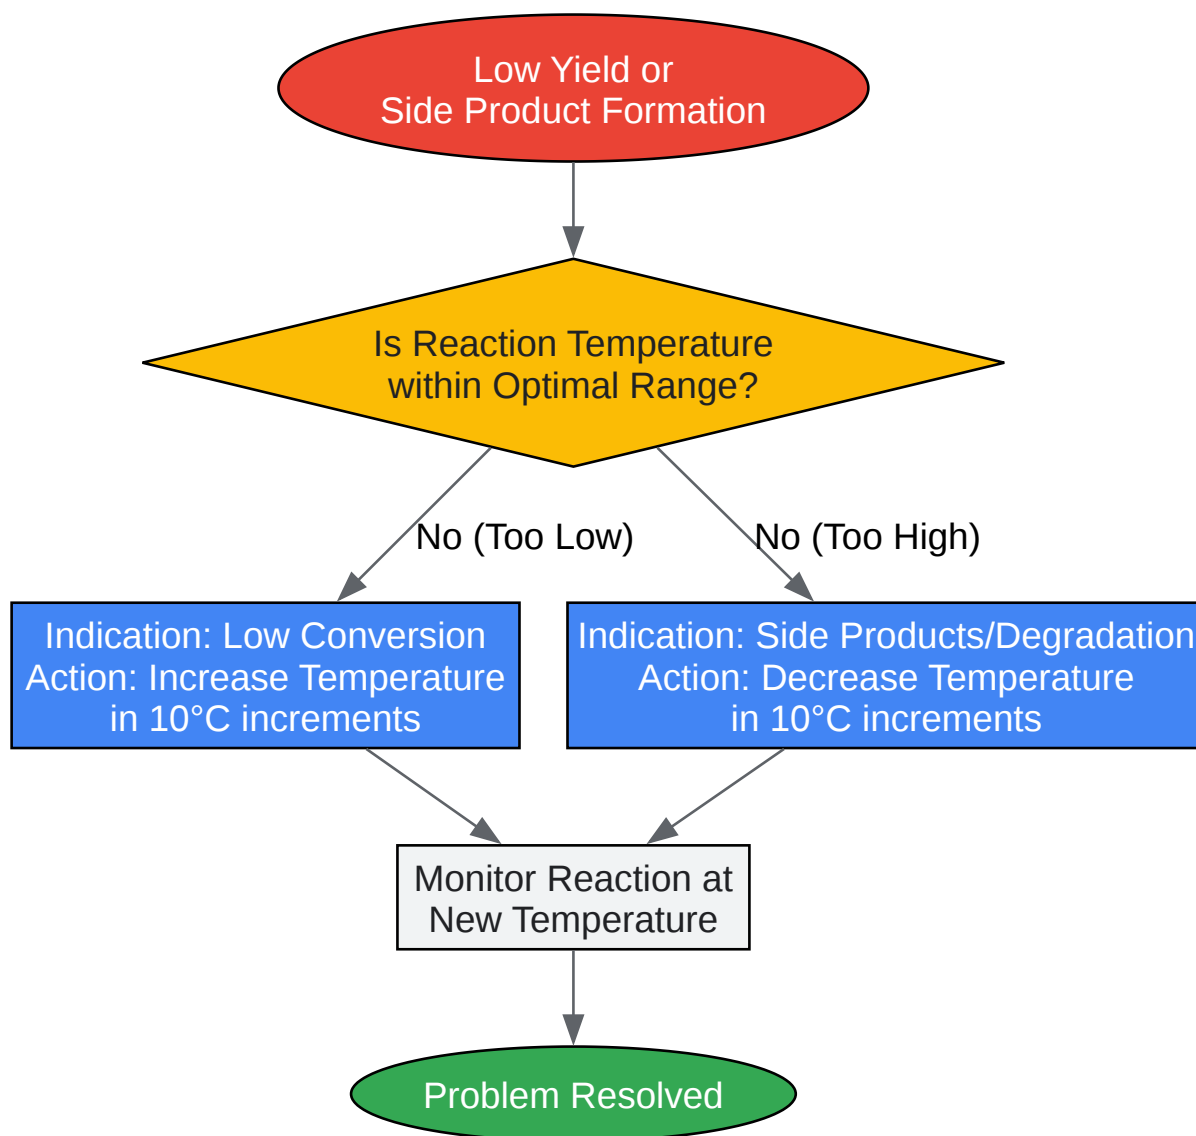 Low Yield or
Side Product Formation
Is Reaction Temperature
within Optimal Range?
No (Too Low)
No (Too High)
Indication: Low Conversion
Action: Increase Temperature
in 10°C increments
Indication: Side Products/Degradation
Action: Decrease Temperature
in 10°C increments
Monitor Reaction at
New Temperature
Problem Resolved